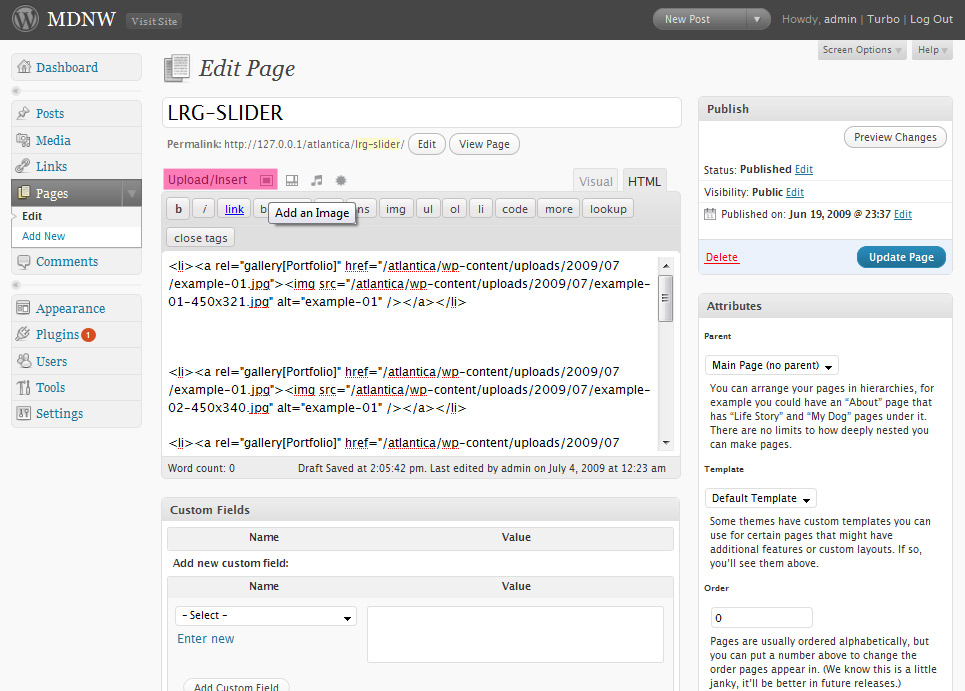 MDNW Visit Site New Post Howdy, admin | Turbo | Log Out
Screen Options Help
Dashboard
Posts
Media
Links
Pages
Edit
Add New
Comments
Appearance
Plugins 1
Users
Tools
Settings
Edit Page
LRG-SLIDER
Permalink: http://127.0.0.1/atlantica/lrg-slider/ Edit View Page
Upload/Insert
Visual HTML
b i link b ns img ul ol li code more lookup
Add an Image
close tags
<li><a rel="gallery[Portfolio]" href="/atlantica/wp-content/uploads/2009/07
/example-01.jpg"><img src="/atlantica/wp-content/uploads/2009/07/example-
01-450x321.jpg" alt="example-01" /></a></li>
<li><a rel="gallery[Portfolio]" href="/atlantica/wp-content/uploads/2009/07
/example-01.jpg"><img src="/atlantica/wp-content/uploads/2009/07/example-
02-450x340.jpg" alt="example-01" /></a></li>
<li><a rel="gallery[Portfolio]" href="/atlantica/wp-content/uploads/2009/07
Word count: 0 Draft Saved at 2:05:42 pm. Last edited by admin on July 4, 2009 at 12:23 am
Custom Fields
Name Value
Add new custom field:
Name Value
- Select -
Enter new
Add Custom Field
Publish
Preview Changes
Status: Published Edit
Visibility: Public Edit
Published on: Jun 19, 2009 @ 23:37 Edit
Delete Update Page
Attributes
Parent
Main Page (no parent)
You can arrange your pages in hierarchies, for
example you could have an “About” page that
has “Life Story” and “My Dog” pages under it.
There are no limits to how deeply nested you
can make pages.
Template
Default Template
Some themes have custom templates you can
use for certain pages that might have
additional features or custom layouts. If so,
you'll see them above.
Order
0
Pages are usually ordered alphabetically, but
you can put a number above to change the
order pages appear in. (We know this is a little
janky, it'll be better in future releases.)